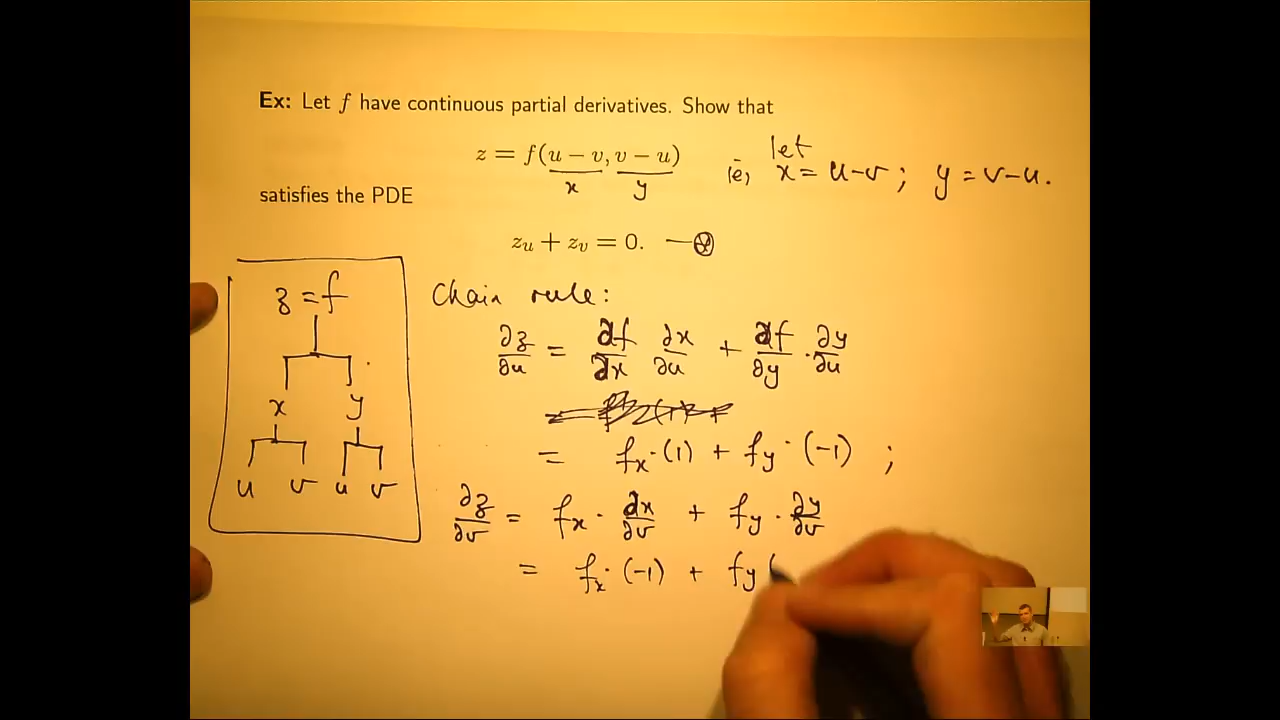 Ex: Let f have continuous partial derivatives. Show that
z = f(u − v, v − u)
x y
ie, let x = u-v ; y = v-u.
satisfies the PDE
z_u + z_v = 0. — ⊛
z = f
x y
u v u v
Chain rule:
∂z/∂u = ∂f/∂x ∂x/∂u + ∂f/∂y · ∂y/∂u
= f_x · (1) + f_y · (-1) ;
∂z/∂v = f_x · ∂x/∂v + f_y · ∂y/∂v
= f_x · (-1) + f_y (